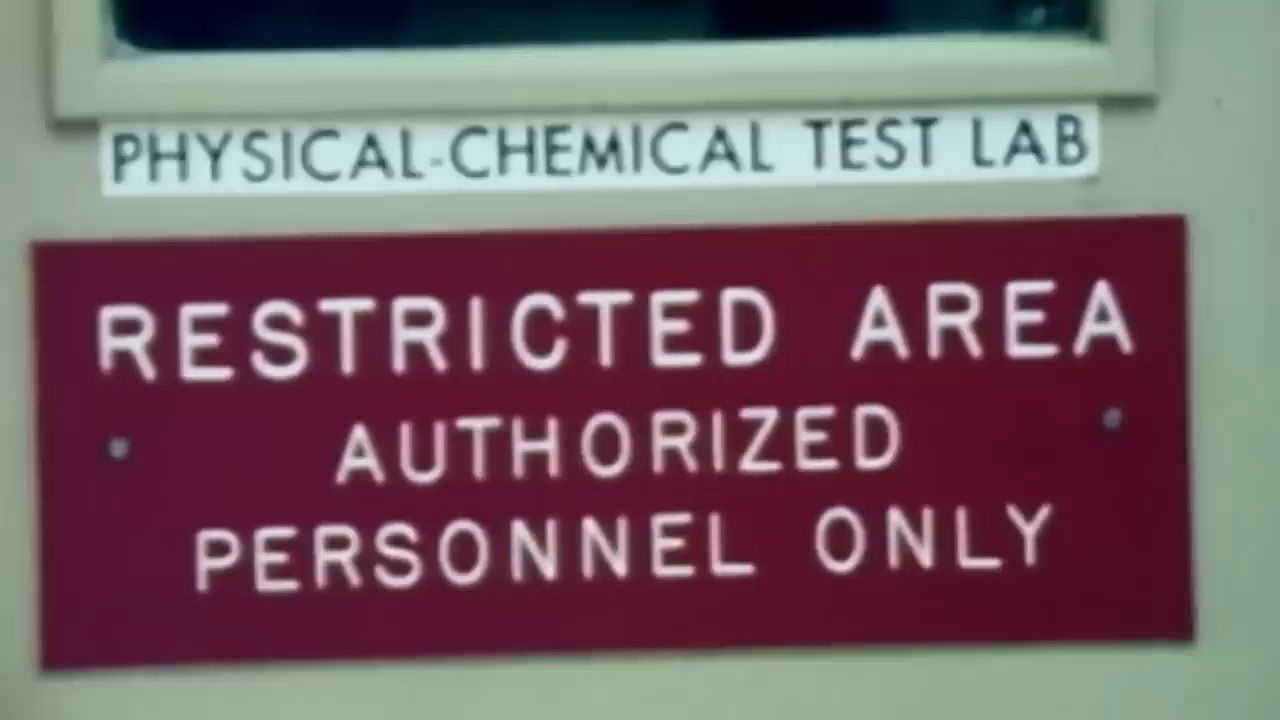 PHYSICAL-CHEMICAL TEST LAB
RESTRICTED AREA
AUTHORIZED
PERSONNEL ONLY